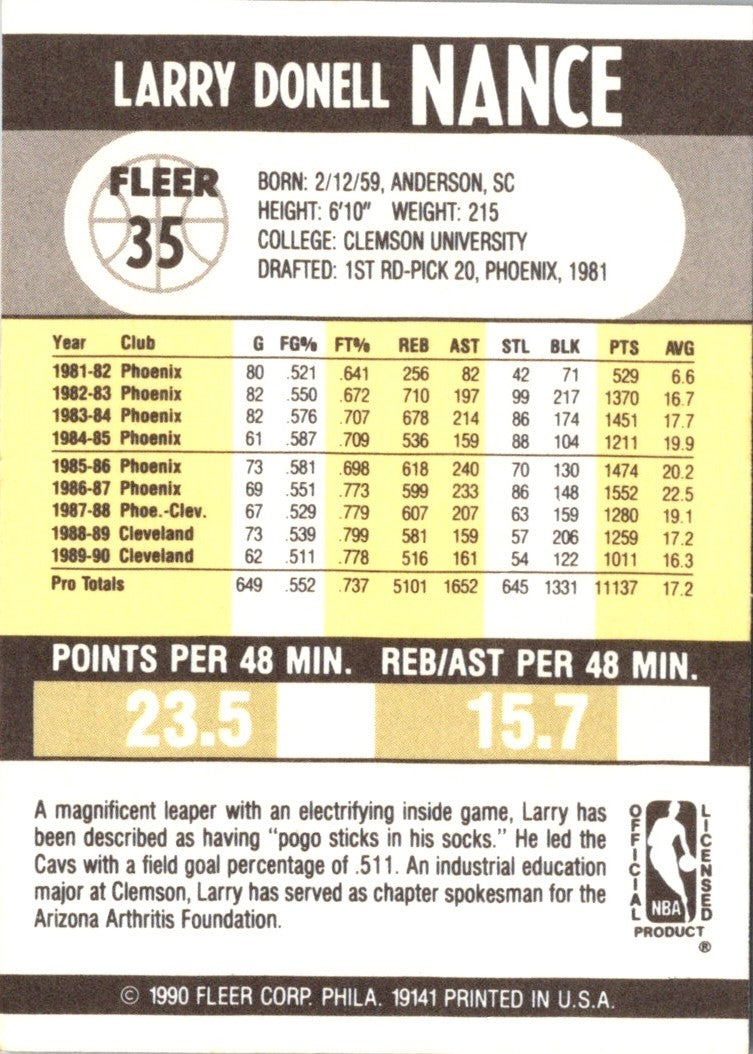 LARRY DONELL NANCE
FLEER
35
BORN: 2/12/59, ANDERSON, SC
HEIGHT: 6'10" WEIGHT: 215
COLLEGE: CLEMSON UNIVERSITY
DRAFTED: 1ST RD-PICK 20, PHOENIX, 1981
Year Club G FG% FT% REB AST STL BLK PTS AVG
1981-82 Phoenix 80 .521 .641 256 82 42 71 529 6.6
1982-83 Phoenix 82 .550 .672 710 197 99 217 1370 16.7
1983-84 Phoenix 82 .576 .707 678 214 86 174 1451 17.7
1984-85 Phoenix 61 .587 .709 536 159 88 104 1211 19.9
1985-86 Phoenix 73 .581 .698 618 240 70 130 1474 20.2
1986-87 Phoenix 69 .551 .773 599 233 86 148 1552 22.5
1987-88 Phoe.-Clev. 67 .529 .779 607 207 63 159 1280 19.1
1988-89 Cleveland 73 .539 .799 581 159 57 206 1259 17.2
1989-90 Cleveland 62 .511 .778 516 161 54 122 1011 16.3
Pro Totals 649 .552 .737 5101 1652 645 1331 11137 17.2
POINTS PER 48 MIN. REB/AST PER 48 MIN.
23.5 15.7
A magnificent leaper with an electrifying inside game, Larry has
been described as having "pogo sticks in his socks." He led the
Cavs with a field goal percentage of .511. An industrial education
major at Clemson, Larry has served as chapter spokesman for the
Arizona Arthritis Foundation.
OFFICIAL
NBA
LICENSED
PRODUCT
®
© 1990 FLEER CORP. PHILA. 19141 PRINTED IN U.S.A.